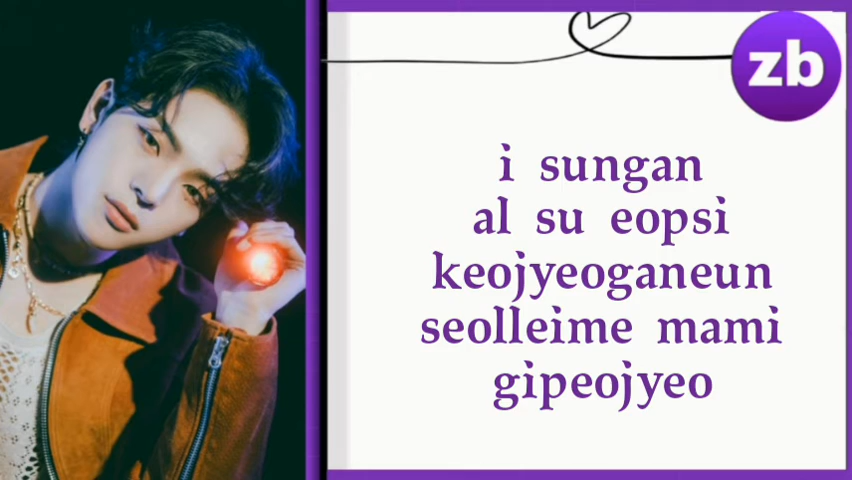 zb
i sungan
al su eopsi
keojyeoganeun
seolleime mami
gipeojyeo